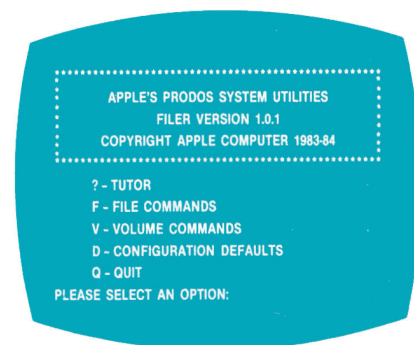 APPLE'S PRODOS SYSTEM UTILITIES
FILER VERSION 1.0.1
COPYRIGHT APPLE COMPUTER 1983-84
? – TUTOR
F – FILE COMMANDS
V – VOLUME COMMANDS
D – CONFIGURATION DEFAULTS
Q – QUIT
PLEASE SELECT AN OPTION: